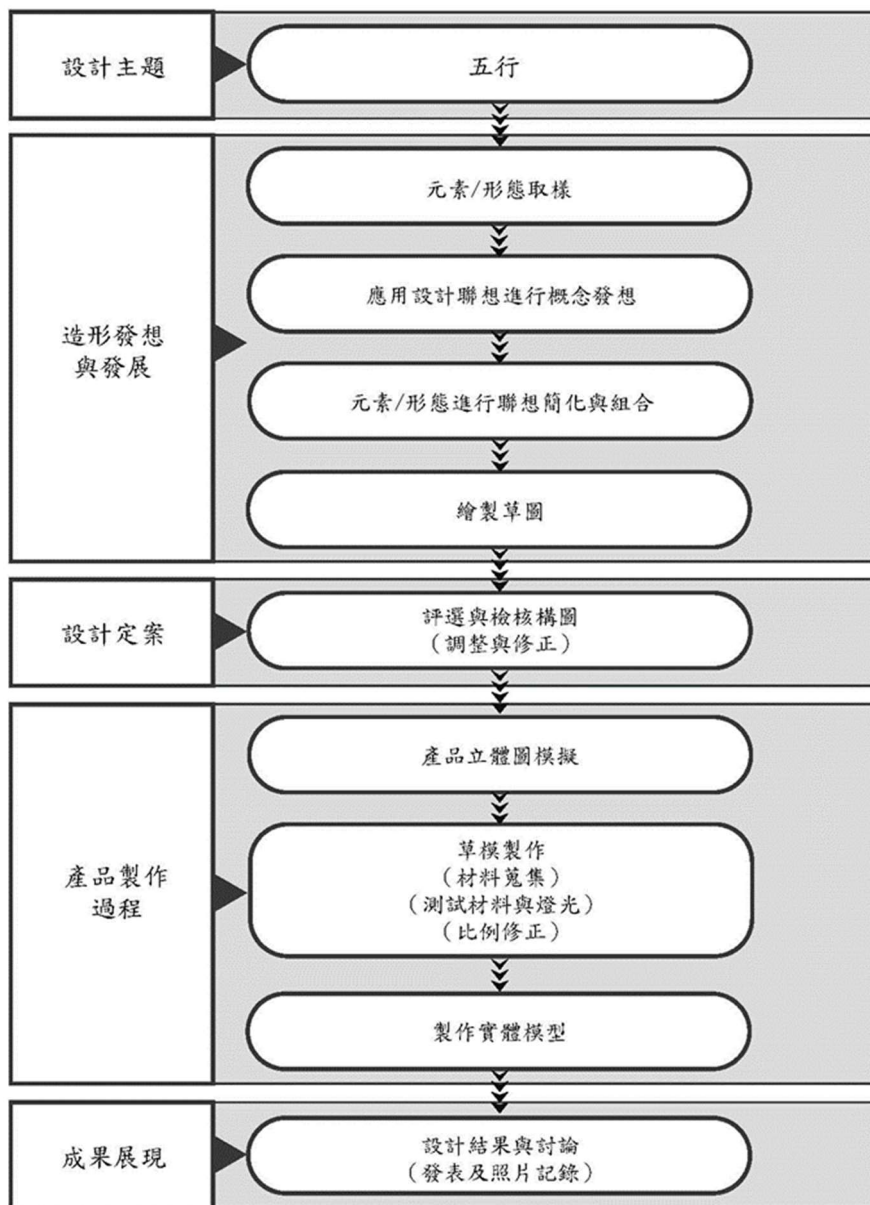 設計主題
五行
造形發想
與發展
元素/形態取樣
應用設計聯想進行概念發想
元素/形態進行聯想簡化與組合
繪製草圖
設計定案
評選與檢核構圖
(調整與修正)
產品製作
過程
產品立體圖模擬
草模製作
(材料蒐集)
(測試材料與燈光)
(比例修正)
製作實體模型
成果展現
設計結果與討論
(發表及照片記錄)